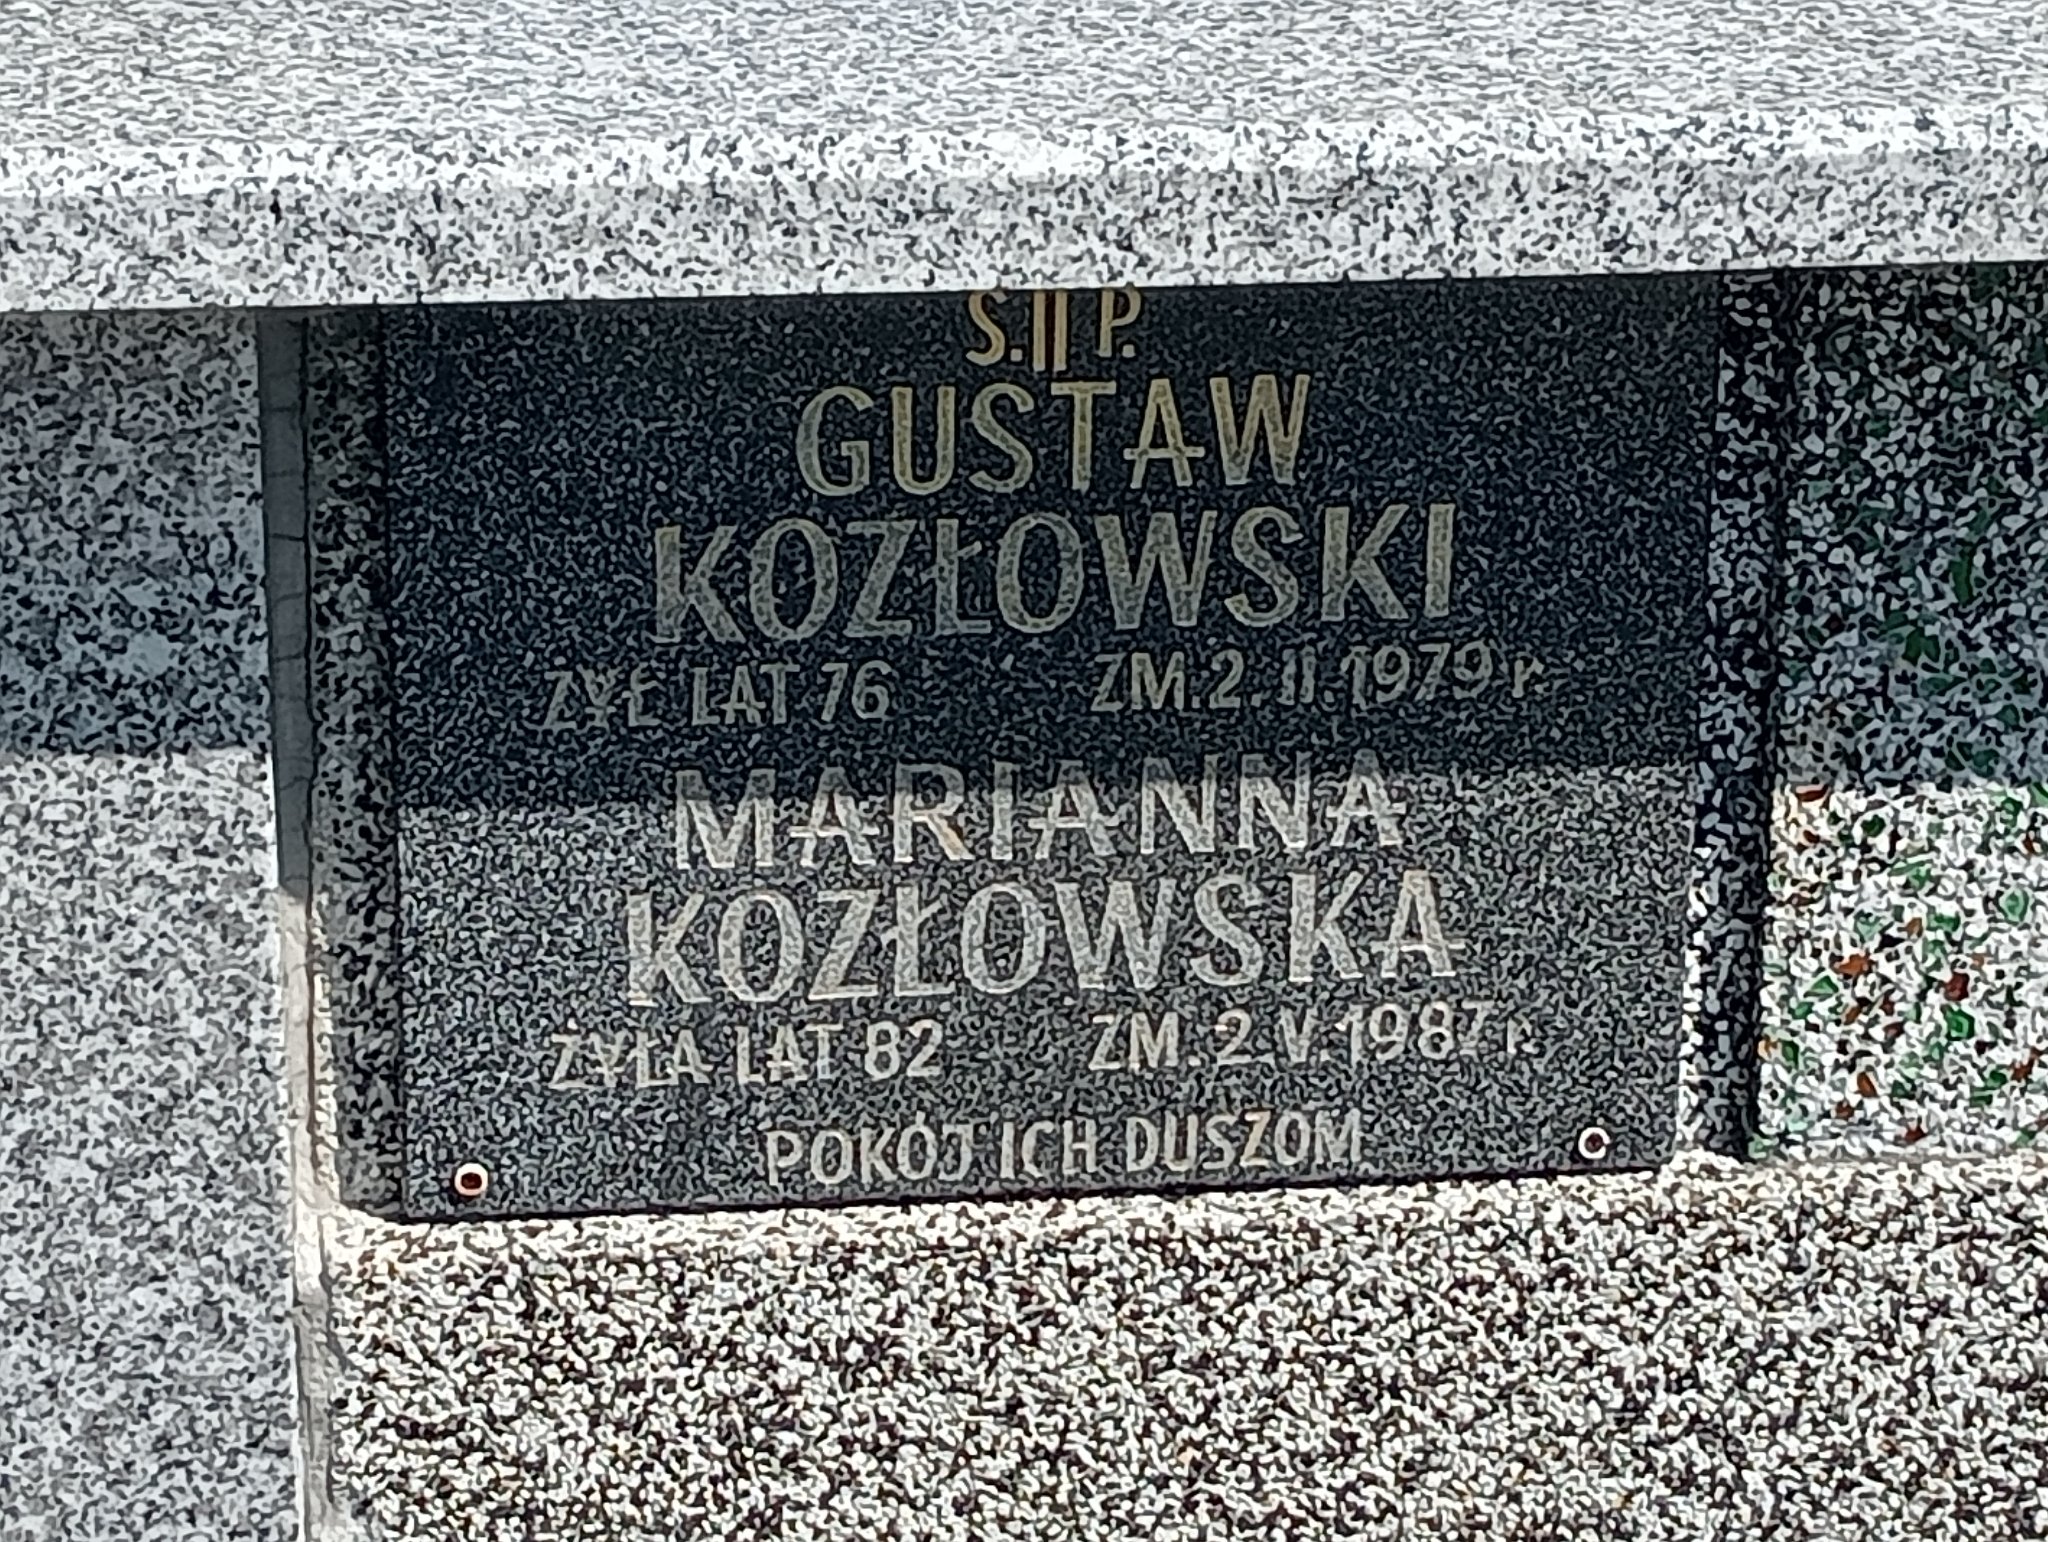 S. P.
GUSTAW
KOZŁOWSKI
ŻYŁ LAT 76 ZM. 2. II. 1979 r.
MARIANNA
KOZŁOWSKA
ŻYŁA LAT 82 ZM. 2. V. 1987 r.
POKÓJ ICH DUSZOM